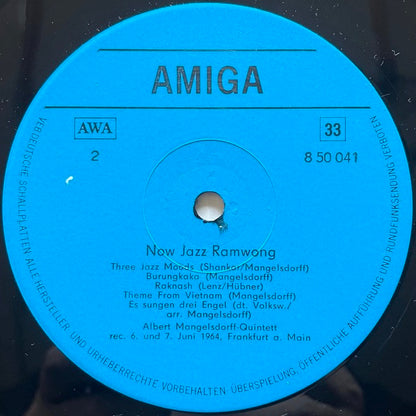 AMIGA
AWA
33
2
8 50 041
Now Jazz Ramwong
Three Jazz Moods (Shankar/Mangelsdorff)
Burungkaka (Mangelsdorff)
Raknash (Lenz/Hübner)
Theme From Vietnam (Mangelsdorff)
Es sungen drei Engel (dt. Volksw./
arr. Mangelsdorff)
Albert Mangelsdorff-Quintett
rec. 6. und 7. Juni 1964, Frankfurt a. Main
VEB DEUTSCHE SCHALLPLATTEN ALLE HERSTELLER- UND URHEBERRECHTE VORBEHALTEN ÜBERSPIELUNG, ÖFFENTLICHE AUFFÜHRUNG UND RUNDFUNKSENDUNG VERBOTEN